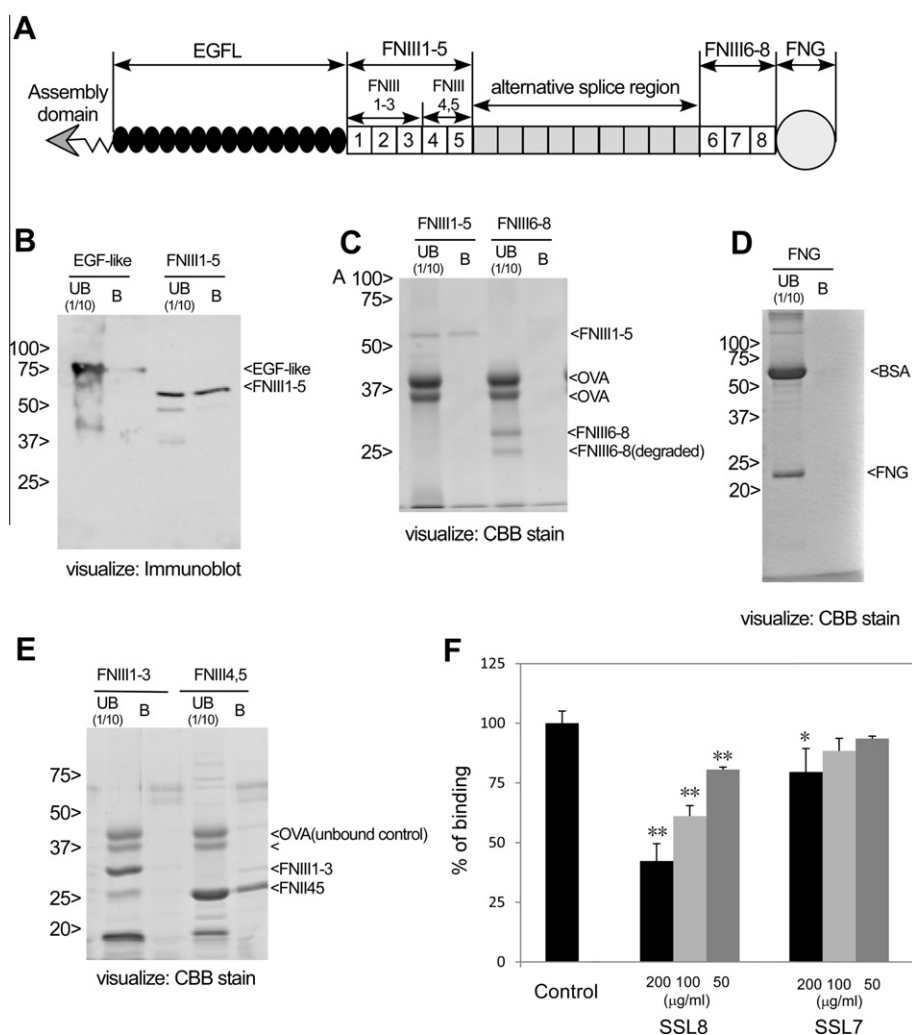 A
EGFL
FNIII1-5
FNIII6-8
FNG
FNIII
1-3
FNIII
4,5
alternative splice region
Assembly
domain
1 2 3 4 5 6 7 8
B
EGF-like FNIII1-5
UB
(1/10)
B
UB
(1/10)
B
100>
75>
50>
37>
25>
<EGF-like
<FNIII1-5
visualize: Immunoblot
C
FNIII1-5 FNIII6-8
UB
(1/10)
B
UB
(1/10)
B
A
100>
75>
50>
37>
25>
<FNIII1-5
<OVA
<OVA
<FNIII6-8
<FNIII6-8(degraded)
visualize: CBB stain
D
FNG
UB
(1/10)
B
100>
75>
50>
37>
25>
20>
<BSA
<FNG
visualize: CBB stain
E
FNIII1-3 FNIII4,5
UB
(1/10)
B
UB
(1/10)
B
75>
50>
37>
25>
20>
<OVA(unbound control)
<
<FNIII1-3
<FNII45
visualize: CBB stain
F
% of binding
125
100
75
50
25
0
** ** ** *
Control
200 100 50
(μg/ml)
SSL8
200 100 50
(μg/ml)
SSL7